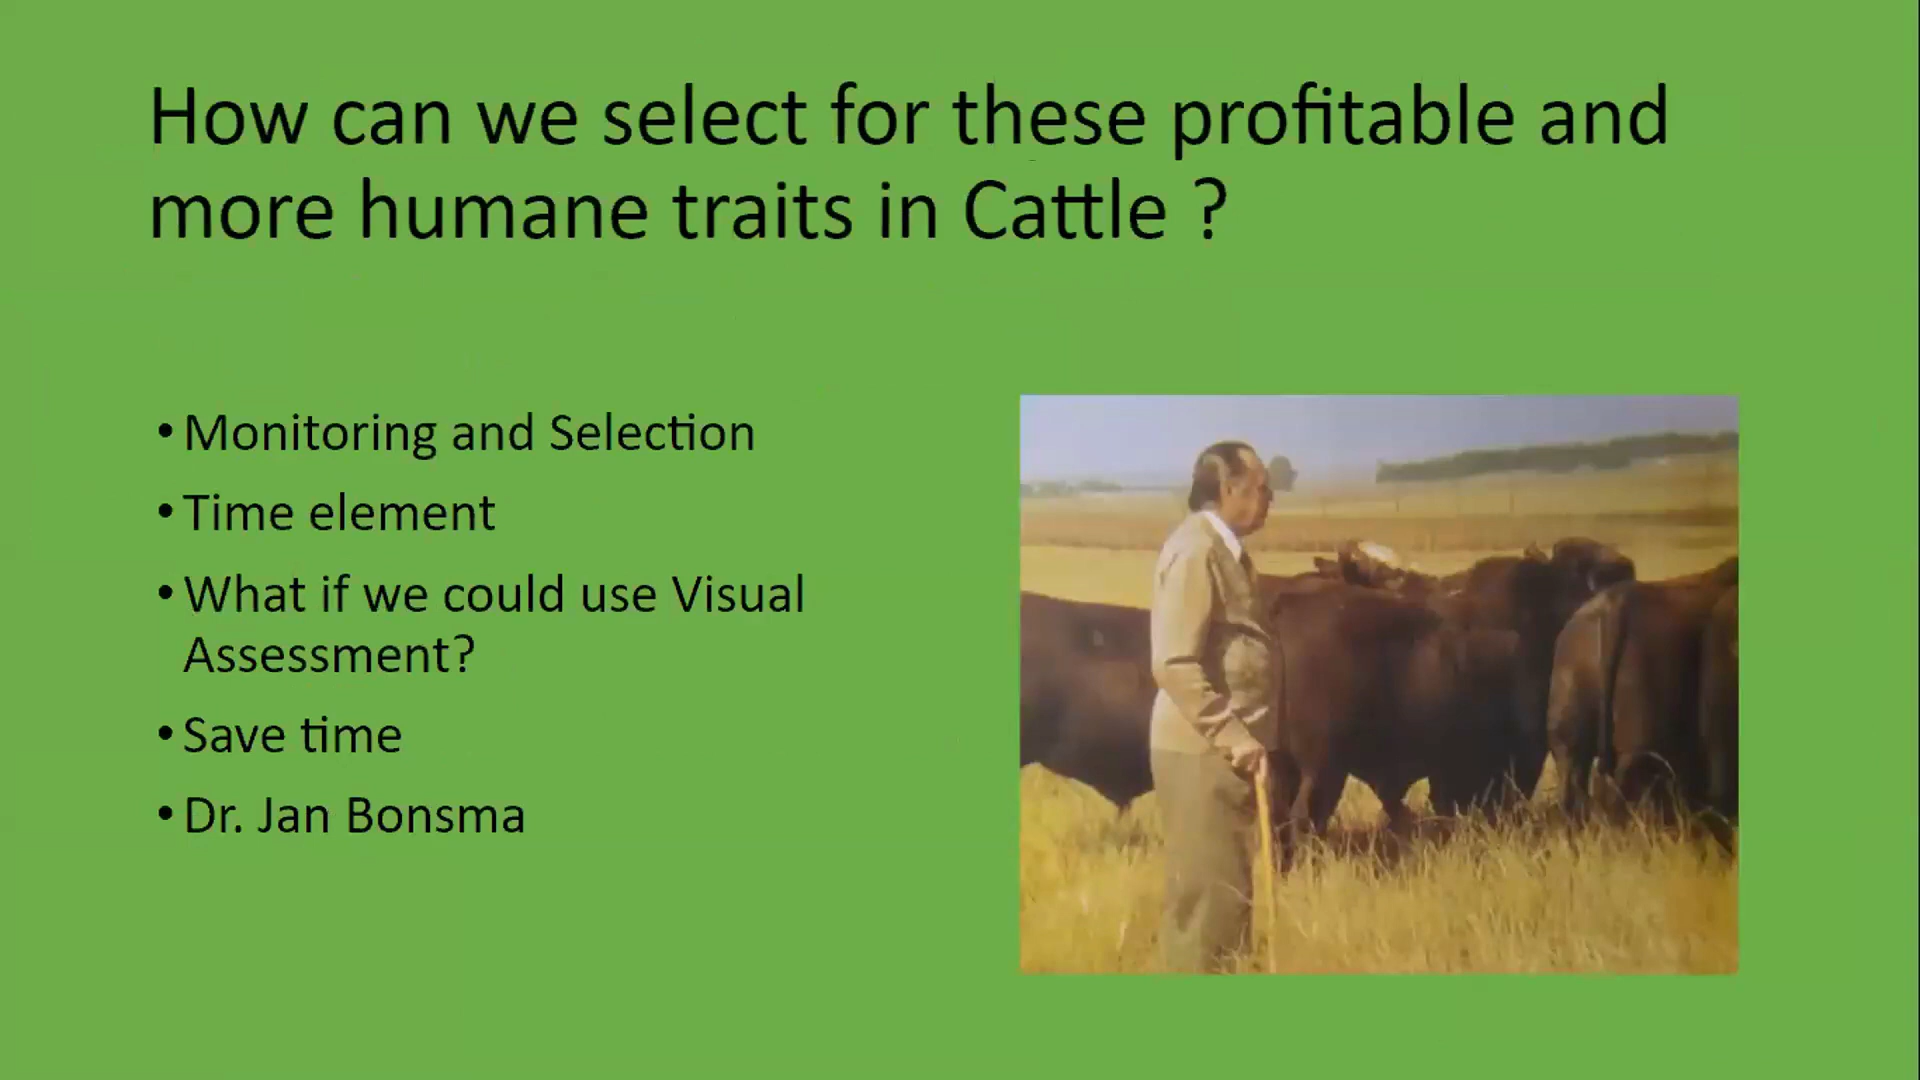 How can we select for these profitable and
more humane traits in Cattle ?
• Monitoring and Selection
• Time element
• What if we could use Visual
Assessment?
• Save time
• Dr. Jan Bonsma